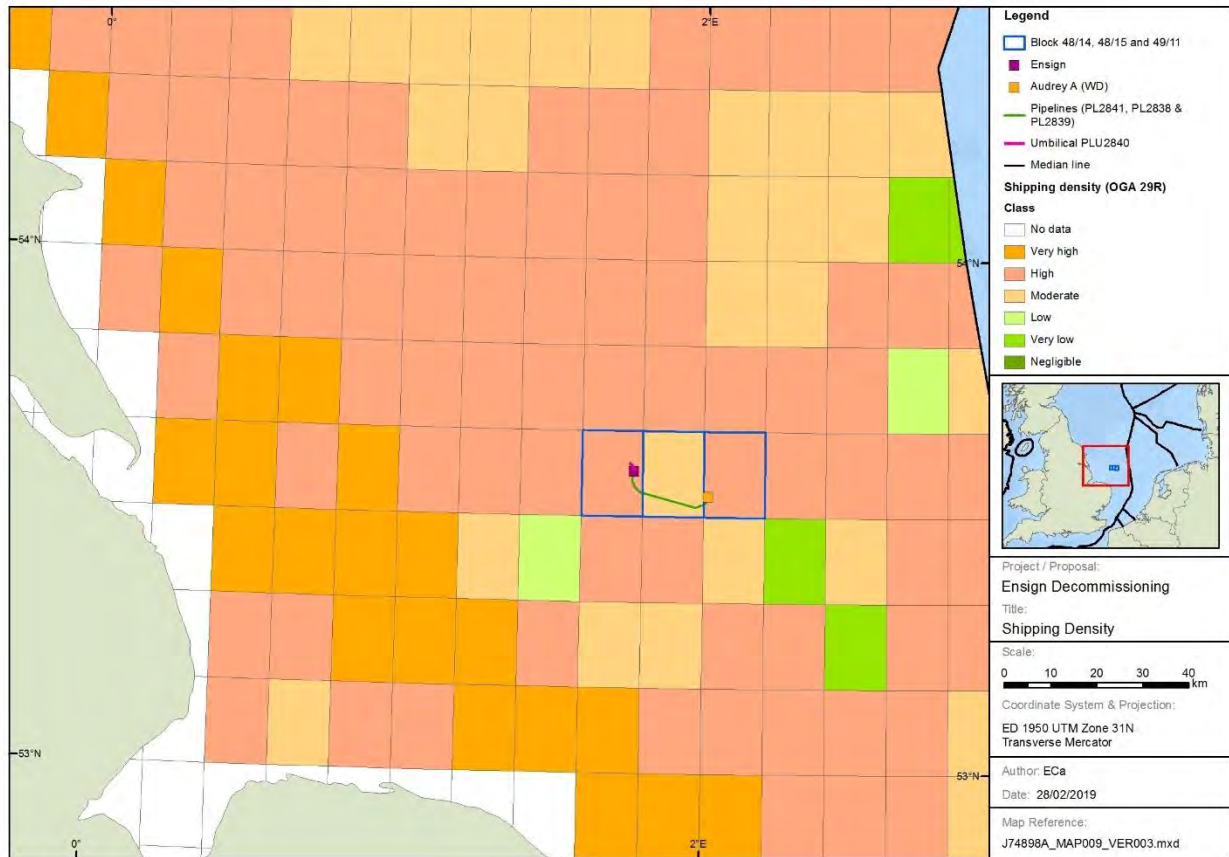 0°
2°E
54°N
54°N
53°N
53°N
0°
2°E
Legend
Block 48/14, 48/15 and 49/11
Ensign
Audrey A (WD)
Pipelines (PL2841, PL2838 &
PL2839)
Umbilical PLU2840
Median line
Shipping density (OGA 29R)
Class
No data
Very high
High
Moderate
Low
Very low
Negligible
Project / Proposal:
Ensign Decommissioning
Title:
Shipping Density
Scale:
0 10 20 30 40
km
Coordinate System & Projection:
ED 1950 UTM Zone 31N
Transverse Mercator
Author: ECa
Date: 28/02/2019
Map Reference:
J74898A_MAP009_VER003.mxd